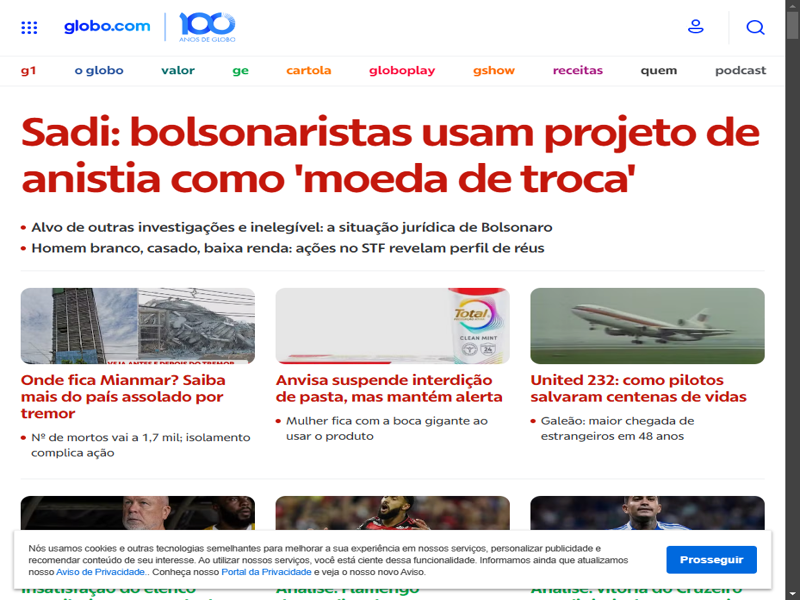 globo.com
100
ANOS DE GLOBO
g1 o globo valor ge cartola globoplay gshow receitas quem podcast
Sadi: bolsonaristas usam projeto de
anistia como 'moeda de troca'
Alvo de outras investigações e inelegível: a situação jurídica de Bolsonaro
Homem branco, casado, baixa renda: ações no STF revelam perfil de réus
VEJA ANTES E DEPOIS DO TREMOR
Total
CLEAN MINT
24
Onde fica Mianmar? Saiba
mais do país assolado por
tremor
Nº de mortos vai a 1,7 mil; isolamento
complica ação
Anvisa suspende interdição
de pasta, mas mantém alerta
Mulher fica com a boca gigante ao
usar o produto
United 232: como pilotos
salvaram centenas de vidas
Galeão: maior chegada de
estrangeiros em 48 anos
Nós usamos cookies e outras tecnologias semelhantes para melhorar a sua experiência em nossos serviços, personalizar publicidade e
recomendar conteúdo de seu interesse. Ao utilizar nossos serviços, você está ciente dessa funcionalidade. Informamos ainda que atualizamos
nosso Aviso de Privacidade.. Conheça nosso Portal da Privacidade e veja o nosso novo Aviso.
Prosseguir
Insatisfação do elenco
Análise: Flamengo
Análise: vitória do Cruzeiro